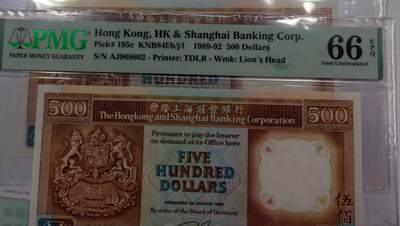 PMG
PAPER MONEY GUARANTY
Hong Kong, HK & Shanghai Banking Corp.
Pick# 195c KNB84f/h/j/l 1989-92 500 Dollars
S/N AJ968602 - Printer: TDLR - Wmk: Lion's Head
66 EPQ
Gem Uncirculated
500
香港上海滙豐銀行
500
The Hongkong and Shanghai Banking Corporation
Promises to pay the bearer
on demand at its Office here
FIVE
HUNDRED
DOLLARS
By order of the Board of Directors
伍
佰